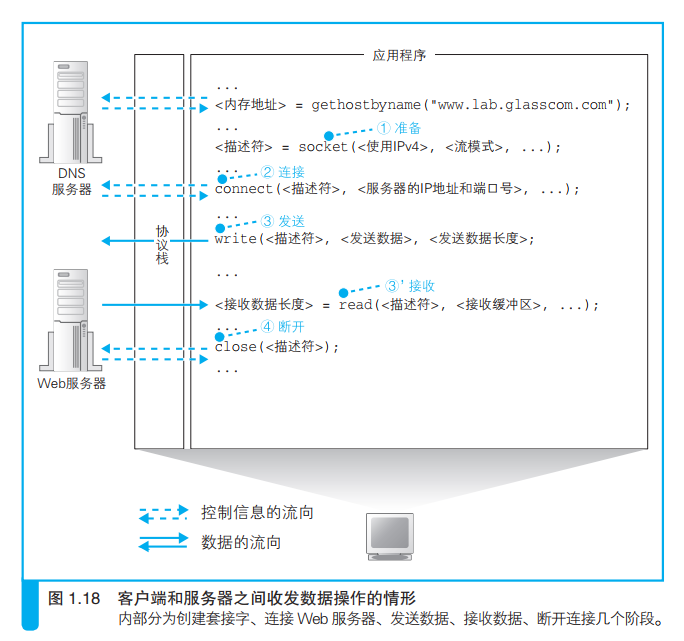 应用程序
...
<内存地址> = gethostbyname("www.lab.glasscom.com");
...
① 准备
<描述符> = socket(<使用IPv4>, <流模式>, ...);
DNS
服务器
...
② 连接
connect(<描述符>, <服务器的IP地址和端口号>, ...);
...
③ 发送
write(<描述符>, <发送数据>, <发送数据长度>;
协议栈
...
③' 接收
<接收数据长度> = read(<描述符>, <接收缓冲区>, ...);
...
④ 断开
close(<描述符>);
...
Web服务器
控制信息的流向
数据的流向
图 1.18 客户端和服务器之间收发数据操作的情形
内部分为创建套接字、连接 Web 服务器、发送数据、接收数据、断开连接几个阶段。